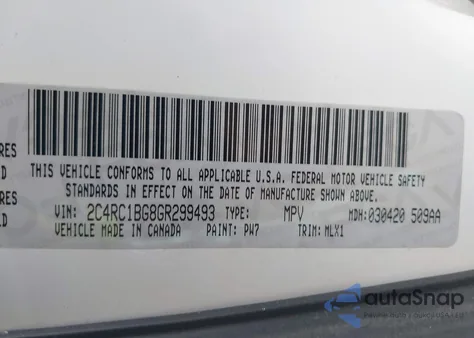 RES
D
THIS VEHICLE CONFORMS TO ALL APPLICABLE U.S.A. FEDERAL MOTOR VEHICLE SAFETY
STANDARDS IN EFFECT ON THE DATE OF MANUFACTURE SHOWN ABOVE.
RES
D
VIN: 2C4RC1BG8GR299493 TYPE: MPV MDH:030420 509AA
VEHICLE MADE IN CANADA PAINT: PW7 TRIM: MLX1
autoSnap